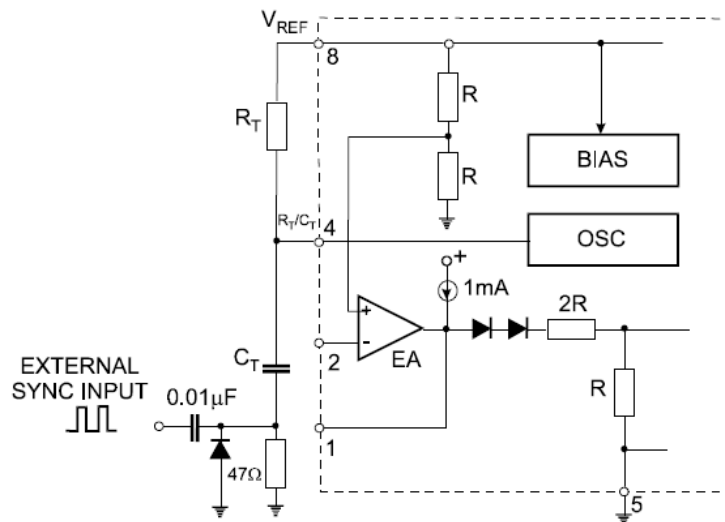 V_REF
8
R
R_T
BIAS
R
R_T/C_T
4
OSC
+
1mA
+
2R
-
EXTERNAL
SYNC INPUT
C_T
2
EA
0.01µF
R
1
47Ω
5